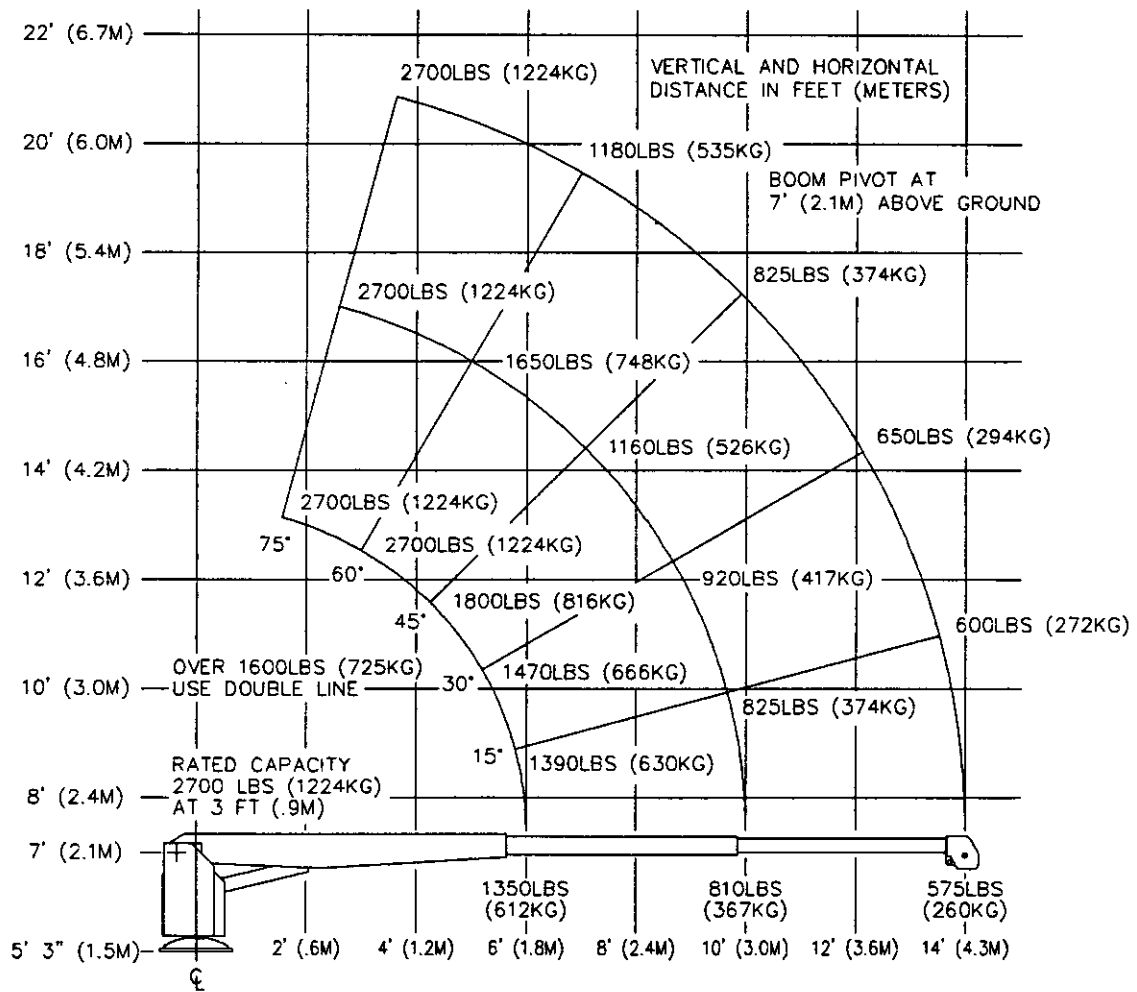 22' (6.7M)
2700LBS (1224KG)
VERTICAL AND HORIZONTAL
DISTANCE IN FEET (METERS)
20' (6.0M)
1180LBS (535KG)
BOOM PIVOT AT
7' (2.1M) ABOVE GROUND
18' (5.4M)
825LBS (374KG)
2700LBS (1224KG)
16' (4.8M)
1650LBS (748KG)
650LBS (294KG)
1160LBS (526KG)
14' (4.2M)
2700LBS (1224KG)
75°
2700LBS (1224KG)
60°
12' (3.6M)
920LBS (417KG)
1800LBS (816KG)
45°
600LBS (272KG)
OVER 1600LBS (725KG)
USE DOUBLE LINE
1470LBS (666KG)
30°
10' (3.0M)
825LBS (374KG)
15°
1390LBS (630KG)
RATED CAPACITY
2700 LBS (1224KG)
AT 3 FT (.9M)
8' (2.4M)
7' (2.1M)
1350LBS
(612KG)
810LBS
(367KG)
575LBS
(260KG)
5' 3" (1.5M)
2' (.6M)
4' (1.2M)
6' (1.8M)
8' (2.4M)
10' (3.0M)
12' (3.6M)
14' (4.3M)
℄